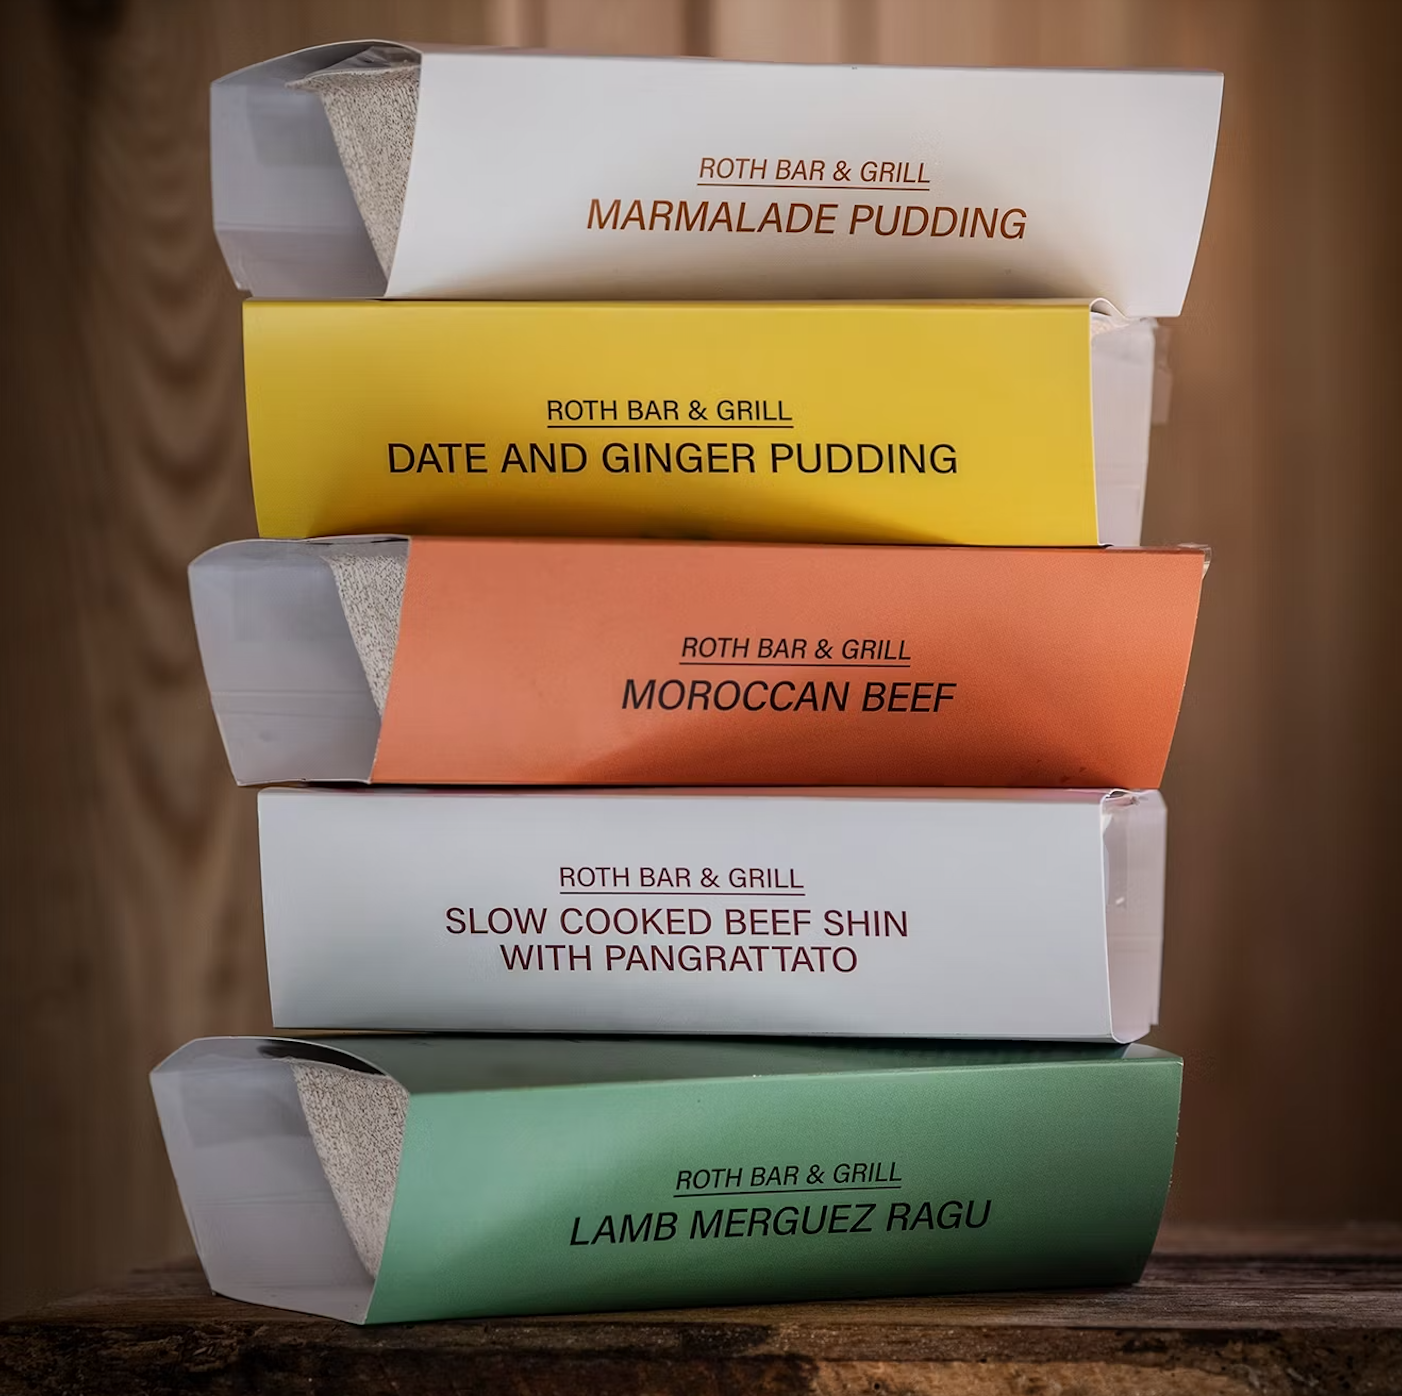 ROTH BAR & GRILL
MARMALADE PUDDING
ROTH BAR & GRILL
DATE AND GINGER PUDDING
ROTH BAR & GRILL
MOROCCAN BEEF
ROTH BAR & GRILL
SLOW COOKED BEEF SHIN
WITH PANGRATTATO
ROTH BAR & GRILL
LAMB MERGUEZ RAGU